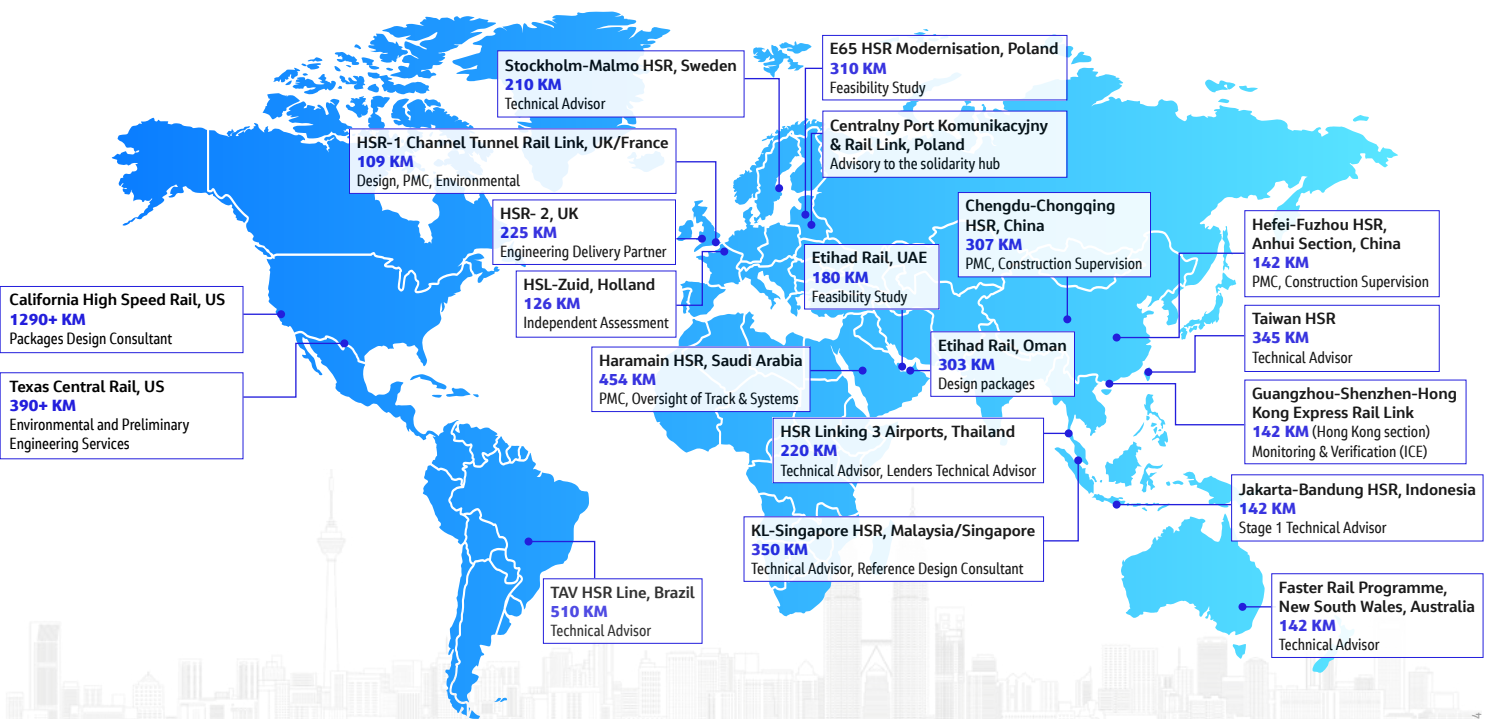 Stockholm-Malmo HSR, Sweden
210 KM
Technical Advisor
E65 HSR Modernisation, Poland
310 KM
Feasibility Study
HSR-1 Channel Tunnel Rail Link, UK/France
109 KM
Design, PMC, Environmental
Centralny Port Komunikacyjny
& Rail Link, Poland
Advisory to the solidarity hub
HSR- 2, UK
225 KM
Engineering Delivery Partner
Chengdu-Chongqing
HSR, China
307 KM
PMC, Construction Supervision
Hefei-Fuzhou HSR,
Anhui Section, China
142 KM
PMC, Construction Supervision
Etihad Rail, UAE
180 KM
Feasibility Study
HSL-Zuid, Holland
126 KM
Independent Assessment
California High Speed Rail, US
1290+ KM
Packages Design Consultant
Taiwan HSR
345 KM
Technical Advisor
Haramain HSR, Saudi Arabia
454 KM
PMC, Oversight of Track & Systems
Etihad Rail, Oman
303 KM
Design packages
Texas Central Rail, US
390+ KM
Environmental and Preliminary
Engineering Services
Guangzhou-Shenzhen-Hong
Kong Express Rail Link
142 KM (Hong Kong section)
Monitoring & Verification (ICE)
HSR Linking 3 Airports, Thailand
220 KM
Technical Advisor, Lenders Technical Advisor
Jakarta-Bandung HSR, Indonesia
142 KM
Stage 1 Technical Advisor
KL-Singapore HSR, Malaysia/Singapore
350 KM
Technical Advisor, Reference Design Consultant
TAV HSR Line, Brazil
510 KM
Technical Advisor
Faster Rail Programme,
New South Wales, Australia
142 KM
Technical Advisor
4